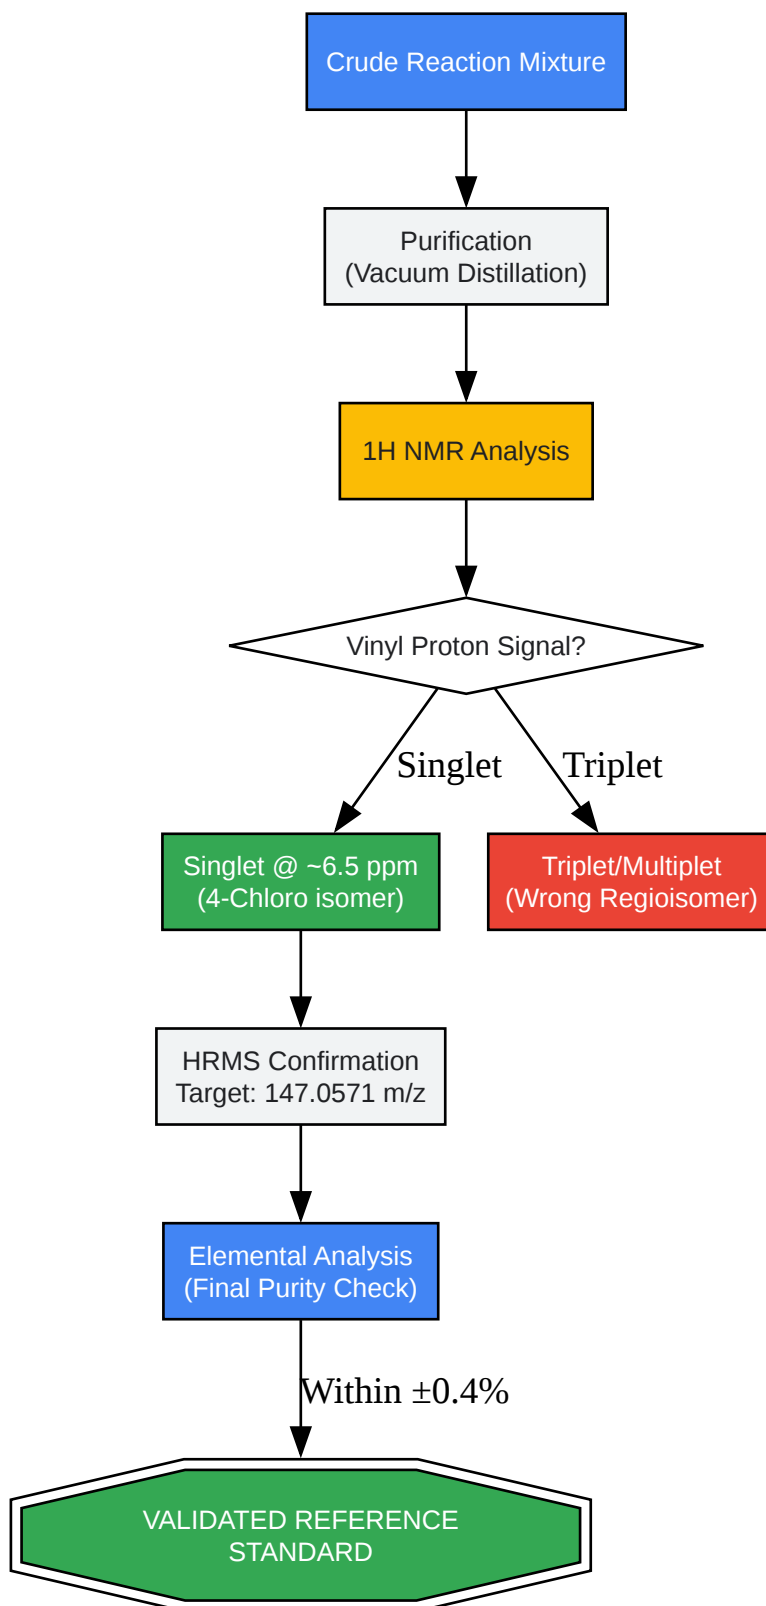 Crude Reaction Mixture
Purification
(Vacuum Distillation)
1H NMR Analysis
Vinyl Proton Signal?
Singlet
Triplet
Singlet @ ~6.5 ppm
(4-Chloro isomer)
Triplet/Multiplet
(Wrong Regioisomer)
HRMS Confirmation
Target: 147.0571 m/z
Elemental Analysis
(Final Purity Check)
Within ±0.4%
VALIDATED REFERENCE
STANDARD